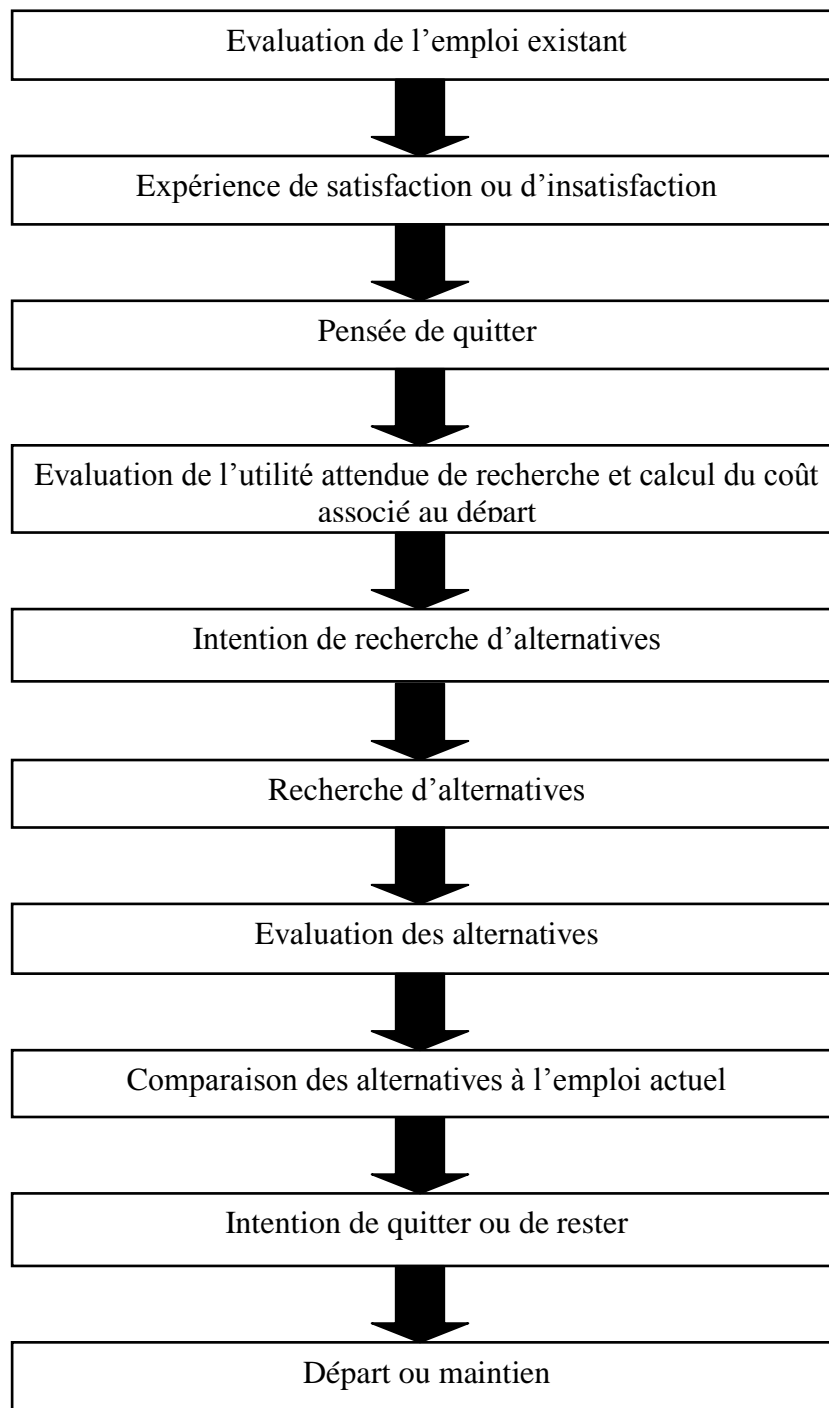 Evaluation de l’emploi existant
Expérience de satisfaction ou d’insatisfaction
Pensée de quitter
Evaluation de l’utilité attendue de recherche et calcul du coût
associé au départ
Intention de recherche d’alternatives
Recherche d’alternatives
Evaluation des alternatives
Comparaison des alternatives à l’emploi actuel
Intention de quitter ou de rester
Départ ou maintien